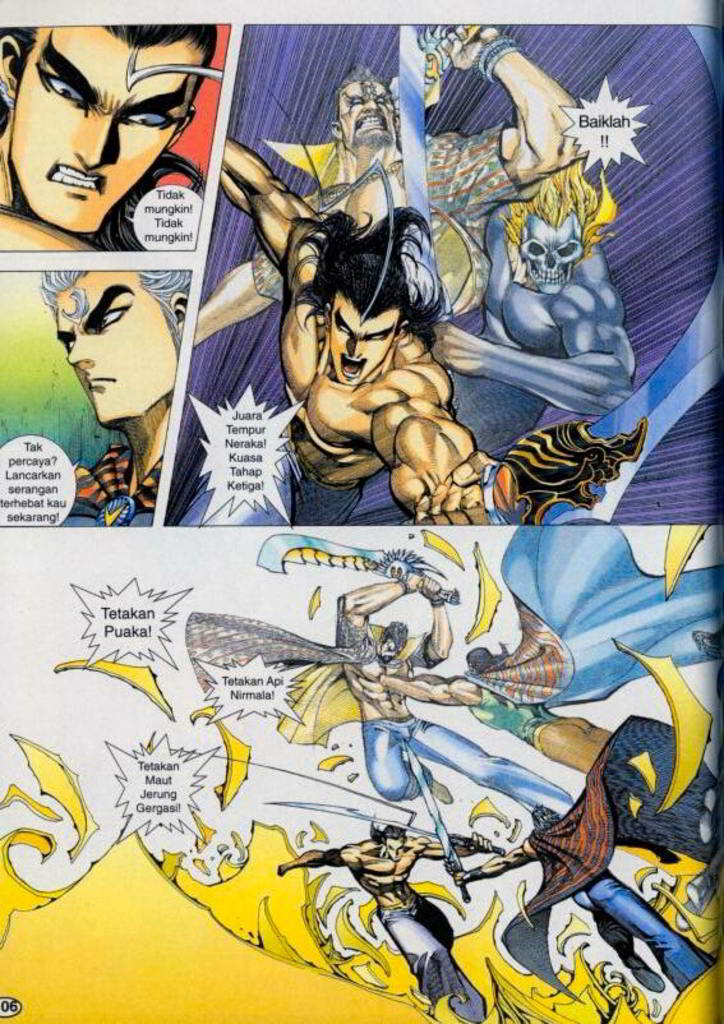 Tidak
mungkin!
Tidak
mungkin!
Baiklah
!!
Tak
percaya?
Lancarkan
serangan
terhebat kau
sekarang!
Juara
Tempur
Neraka!
Kuasa
Tahap
Ketiga!
Tetakan
Puaka!
Tetakan Api
Nirmala!
Tetakan
Maut
Jerung
Gergasi!
06